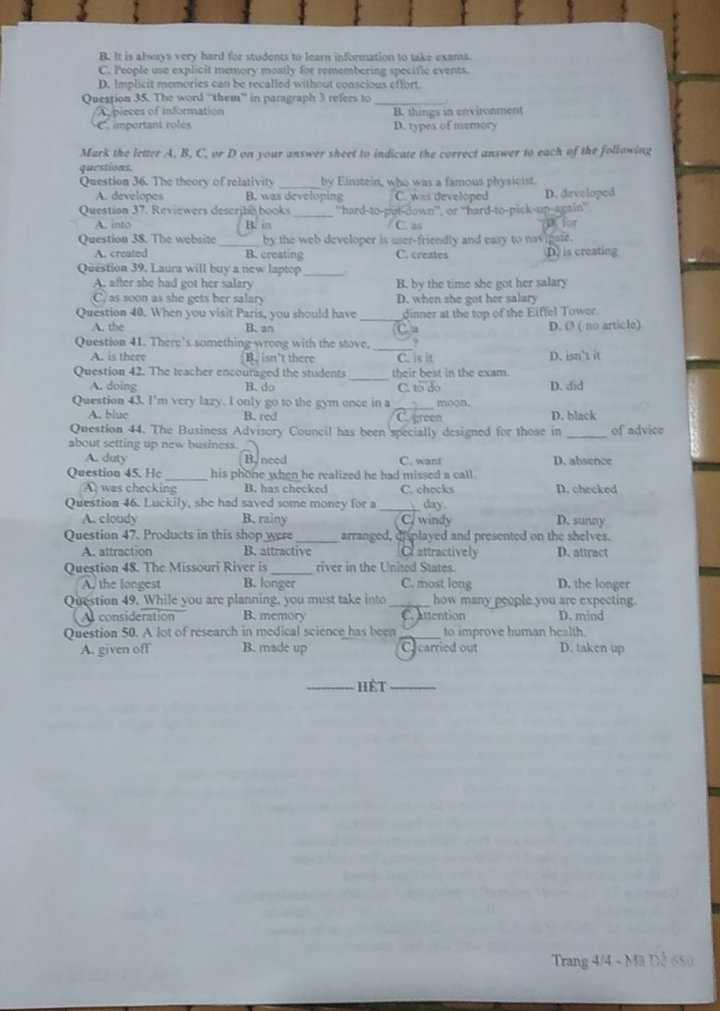 B. It is always very hard for students to learn information to take exams.
C. People use explicit memory mostly for remembering specific events.
D. Implicit memories can be recalled without conscious effort.
Question 35. The word "them" in paragraph 3 refers to ________.
A. pieces of information B. things in environment
C. important roles D. types of memory
Mark the letter A, B, C, or D on your answer sheet to indicate the correct answer to each of the following
questions.
Question 36. The theory of relativity ______ by Einstein, who was a famous physicist.
A. developes B. was developing C. was developed D. developed
Question 37. Reviewers describe books ______ "hard-to-put-down", or "hard-to-pick-up-again".
A. into B. in C. as D. for
Question 38. The website ______ by the web developer is user-friendly and easy to navigate.
A. created B. creating C. creates D. is creating
Question 39. Laura will buy a new laptop ______.
A. after she had got her salary B. by the time she got her salary
C. as soon as she gets her salary D. when she got her salary
Question 40. When you visit Paris, you should have ______ dinner at the top of the Eiffel Tower.
A. the B. an C. a D. Ø ( no article)
Question 41. There's something wrong with the stove, ______?
A. is there B. isn't there C. is it D. isn't it
Question 42. The teacher encouraged the students ______ their best in the exam.
A. doing B. do C. to do D. did
Question 43. I'm very lazy. I only go to the gym once in a ______ moon.
A. blue B. red C. green D. black
Question 44. The Business Advisory Council has been specially designed for those in ______ of advice
about setting up new business.
A. duty B. need C. want D. absence
Question 45. He ______ his phone when he realized he had missed a call.
A. was checking B. has checked C. checks D. checked
Question 46. Luckily, she had saved some money for a ______ day.
A. cloudy B. rainy C. windy D. sunny
Question 47. Products in this shop were ______ arranged, displayed and presented on the shelves.
A. attraction B. attractive C. attractively D. attract
Question 48. The Missouri River is ______ river in the United States.
A. the longest B. longer C. most long D. the longer
Question 49. While you are planning, you must take into ______ how many people you are expecting.
A. consideration B. memory C. attention D. mind
Question 50. A lot of research in medical science has been ______ to improve human health.
A. given off B. made up C. carried out D. taken up
---------- HẾT ----------
Trang 4/4 - Mã Đề 680